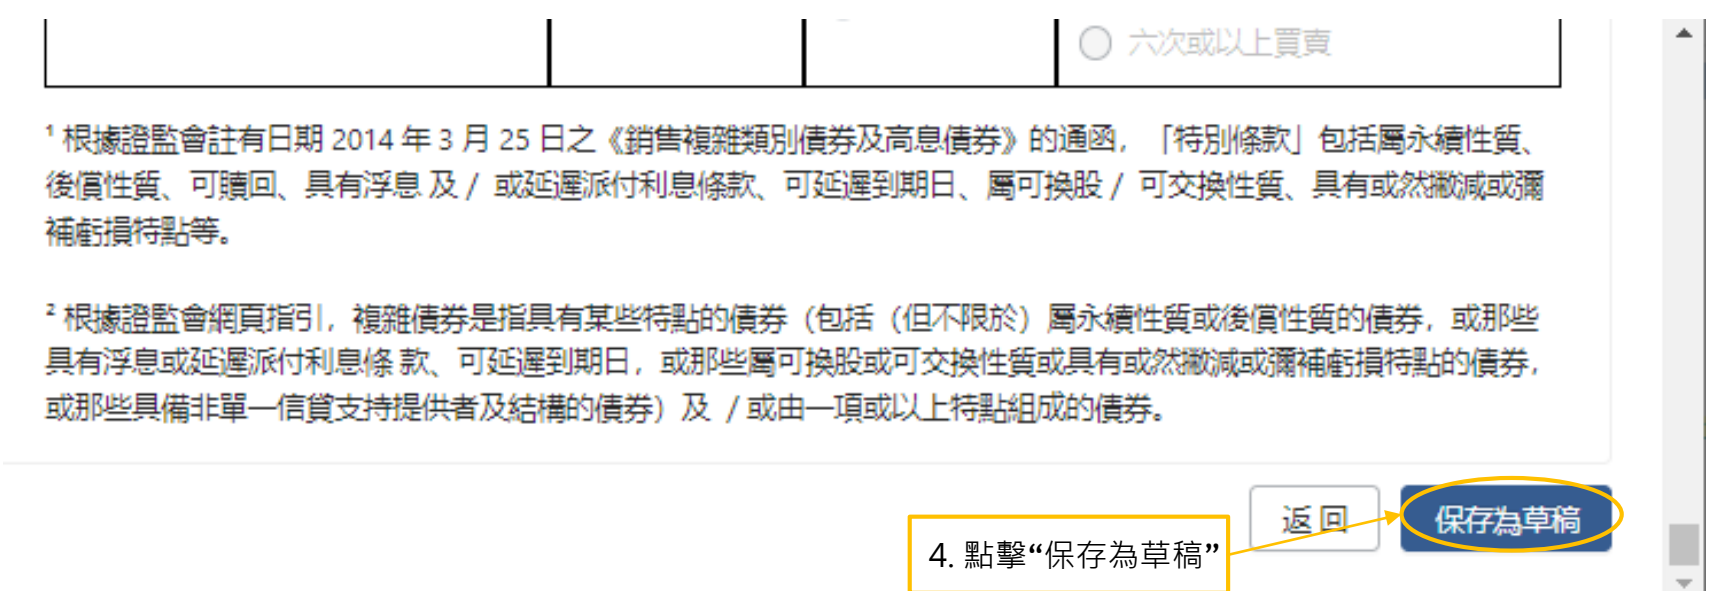 六次或以上買賣
¹ 根據證監會註有日期 2014 年 3 月 25 日之《銷售複雜類別債券及高息債券》的通函，「特別條款」包括屬永續性質、
後償性質、可贖回、具有浮息 及 / 或延遲派付利息條款、可延遲到期日、屬可換股 / 可交換性質、具有或然撇減或彌
補虧損特點等。
² 根據證監會網頁指引，複雜債券是指具有某些特點的債券（包括（但不限於）屬永續性質或後償性質的債券，或那些
具有浮息或延遲派付利息條 款、可延遲到期日，或那些屬可換股或可交換性質或具有或然撇減或彌補虧損特點的債券，
或那些具備非單一信貸支持提供者及結構的債券）及 / 或由一項或以上特點組成的債券。
返回
保存為草稿
4. 點擊“保存為草稿”